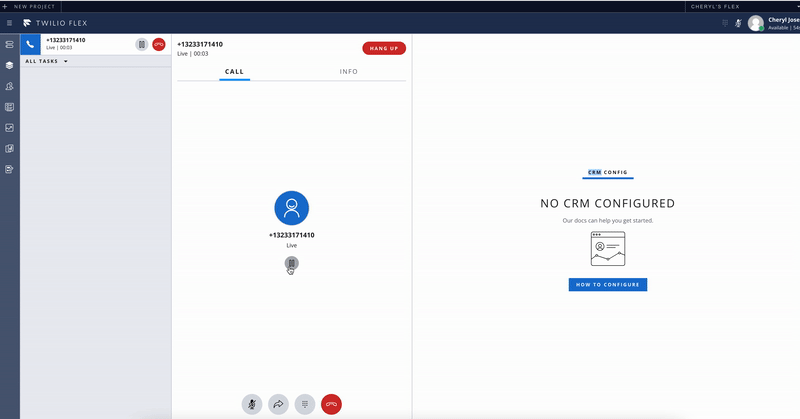 NEW PROJECT
CHERYL'S FLEX
TWILIO FLEX
Cheryl Jose
Available | 54
+13233171410
Live | 00:03
ALL TASKS
+13233171410
Live | 00:03
HANG UP
CALL
INFO
+13233171410
Live
CRM CONFIG
NO CRM CONFIGURED
Our docs can help you get started.
HOW TO CONFIGURE